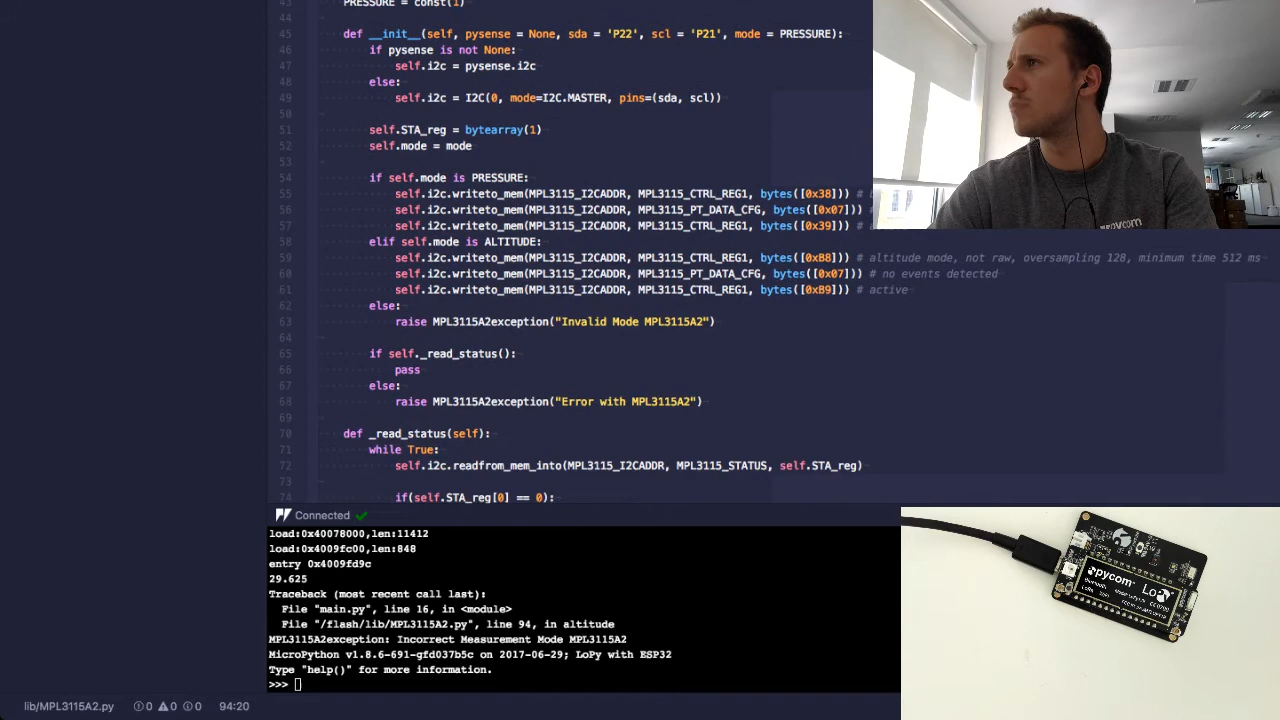 43
PRESSURE = const(1)
44
45 def __init__(self, pysense = None, sda = 'P22', scl = 'P21', mode = PRESSURE):
46 if pysense is not None:
47 self.i2c = pysense.i2c
48 else:
49 self.i2c = I2C(0, mode=I2C.MASTER, pins=(sda, scl))
50
51 self.STA_reg = bytearray(1)
52 self.mode = mode
53
54 if self.mode is PRESSURE:
55 self.i2c.writeto_mem(MPL3115_I2CADDR, MPL3115_CTRL_REG1, bytes([0x38])) #
56 self.i2c.writeto_mem(MPL3115_I2CADDR, MPL3115_PT_DATA_CFG, bytes([0x07])) #
57 self.i2c.writeto_mem(MPL3115_I2CADDR, MPL3115_CTRL_REG1, bytes([0x39])) #
58 elif self.mode is ALTITUDE:
59 self.i2c.writeto_mem(MPL3115_I2CADDR, MPL3115_CTRL_REG1, bytes([0xB8])) # altitude mode, not raw, oversampling 128, minimum time 512 ms
60 self.i2c.writeto_mem(MPL3115_I2CADDR, MPL3115_PT_DATA_CFG, bytes([0x07])) # no events detected
61 self.i2c.writeto_mem(MPL3115_I2CADDR, MPL3115_CTRL_REG1, bytes([0xB9])) # active
62 else:
63 raise MPL3115A2exception("Invalid Mode MPL3115A2")
64
65 if self._read_status():
66 pass
67 else:
68 raise MPL3115A2exception("Error with MPL3115A2")
69
70 def _read_status(self):
71 while True:
72 self.i2c.readfrom_mem_into(MPL3115_I2CADDR, MPL3115_STATUS, self.STA_reg)
73
74 if(self.STA_reg[0] == 0):
Connected
load:0x40078000,len:11412
load:0x4009fc00,len:848
entry 0x4009fd9c
29.625
Traceback (most recent call last):
File "main.py", line 16, in <module>
File "/flash/lib/MPL3115A2.py", line 94, in altitude
MPL3115A2exception: Incorrect Measurement Mode MPL3115A2
MicroPython v1.8.6-691-gfd037b5c on 2017-06-29; LoPy with ESP32
Type "help()" for more information.
>>>
lib/MPL3115A2.py 0 0 0 94:20
pycom
pycom